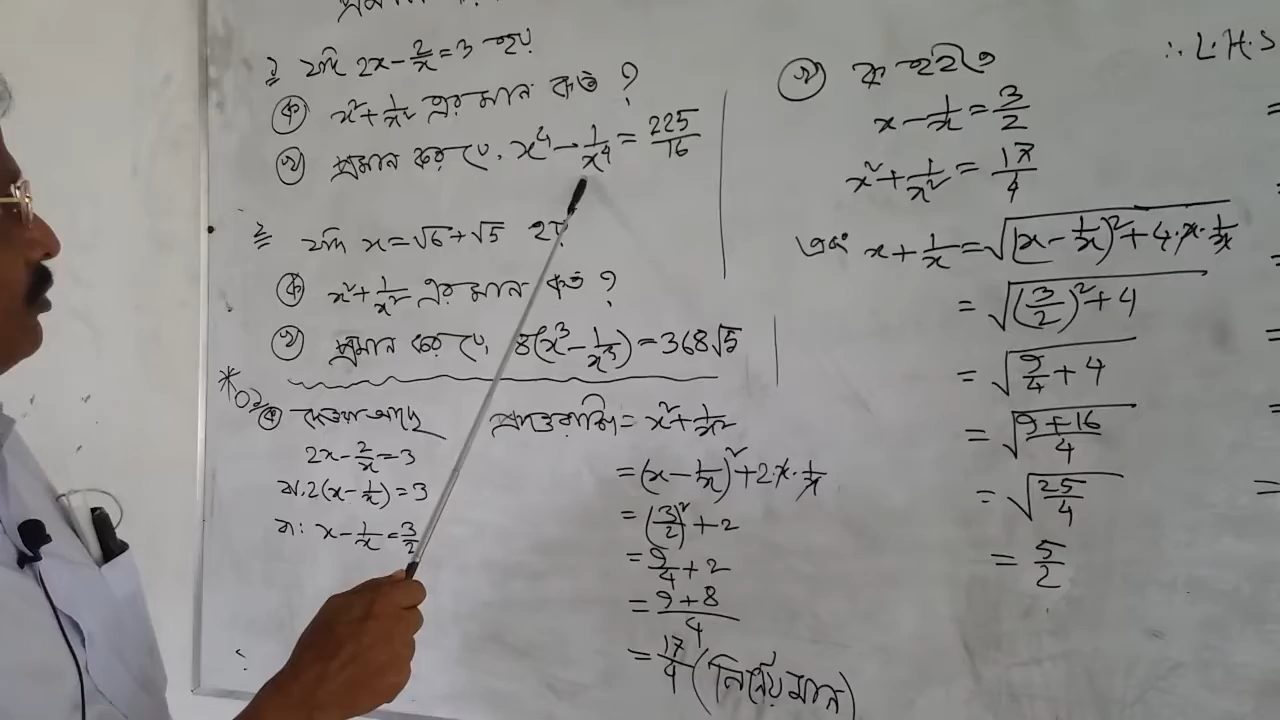 ২ যদি 2x-2/x=3 হয়
(ক) x²+1/x² এর মান কত ?
(খ) প্রমান কর যে, x⁴-1/x⁴=225/16
২ যদি x=√6+√5 হয়
(ক) x²+1/x² এর মান কত ?
(খ) প্রমান কর যে, 8(x³-1/x³)=368√5
*০২ (ক) দেওয়া আছে
2x-2/x=3
বা, 2(x-1/x)=3
বা: x-1/x=3/2
প্রদত্তরাশি= x²+1/x²
=(x-1/x)²+2·x·1/x
=(3/2)²+2
=9/4+2
=(9+8)/4
=17/4 (নির্ণেয় মান)
(খ) ক হইতে
x-1/x=3/2
x²+1/x²=17/4
এবং x+1/x=√((x-1/x)²+4·x·1/x)
=√((3/2)²+4)
=√(9/4+4)
=√((9+16)/4)
=√(25/4)
=5/2
∴ L.H.S